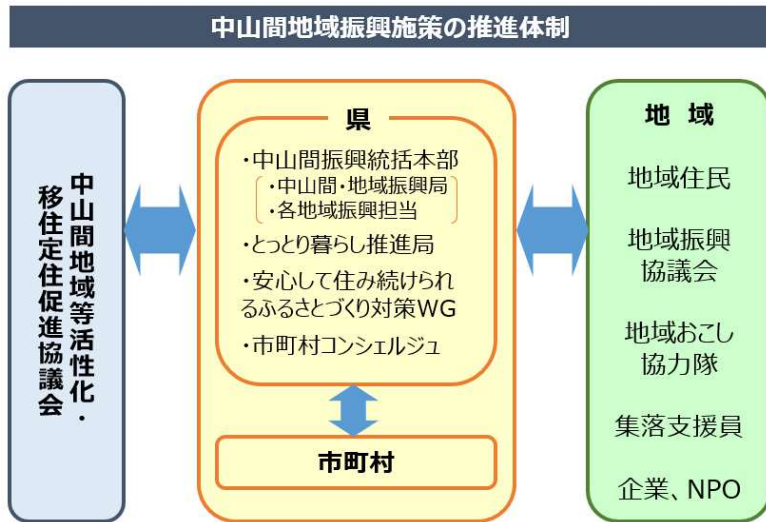 中山間地域振興施策の推進体制
中山間地域等活性化・
移住定住促進協議会
県
・中山間振興統括本部
・中山間・地域振興局
・各地域振興担当
・とっとり暮らし推進局
・安心して住み続けられ
るふるさとづくり対策WG
・市町村コンシェルジュ
市町村
地 域
地域住民
地域振興
協議会
地域おこし
協力隊
集落支援員
企業、NPO